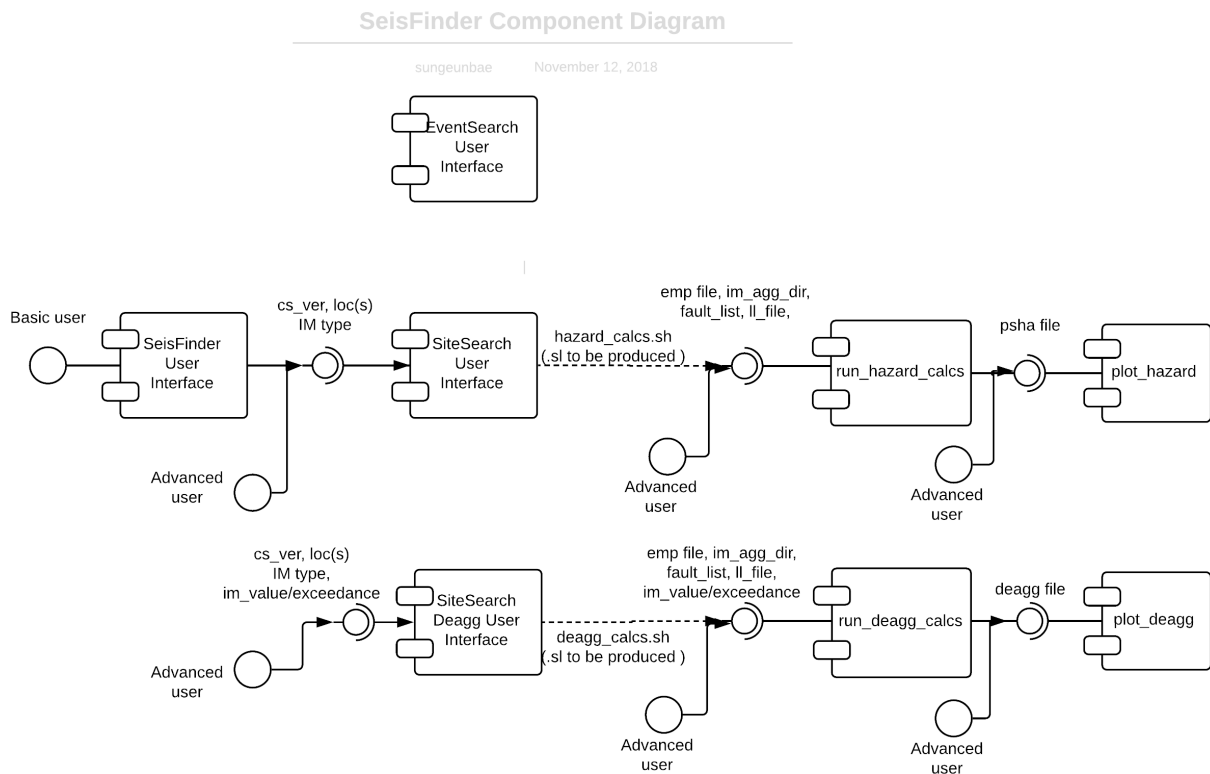 SeisFinder Component Diagram
sungeunbae November 12, 2018
EventSearch
User
Interface
Basic user
cs_ver, loc(s)
IM type
SeisFinder
User
Interface
SiteSearch
User
Interface
hazard_calcs.sh
(.sl to be produced )
emp file, im_agg_dir,
fault_list, ll_file,
run_hazard_calcs
psha file
plot_hazard
Advanced
user
Advanced
user
Advanced
user
cs_ver, loc(s)
IM type,
im_value/exceedance
SiteSearch
Deagg User
Interface
deagg_calcs.sh
(.sl to be produced )
emp file, im_agg_dir,
fault_list, ll_file,
im_value/exceedance
run_deagg_calcs
deagg file
plot_deagg
Advanced
user
Advanced
user
Advanced
user